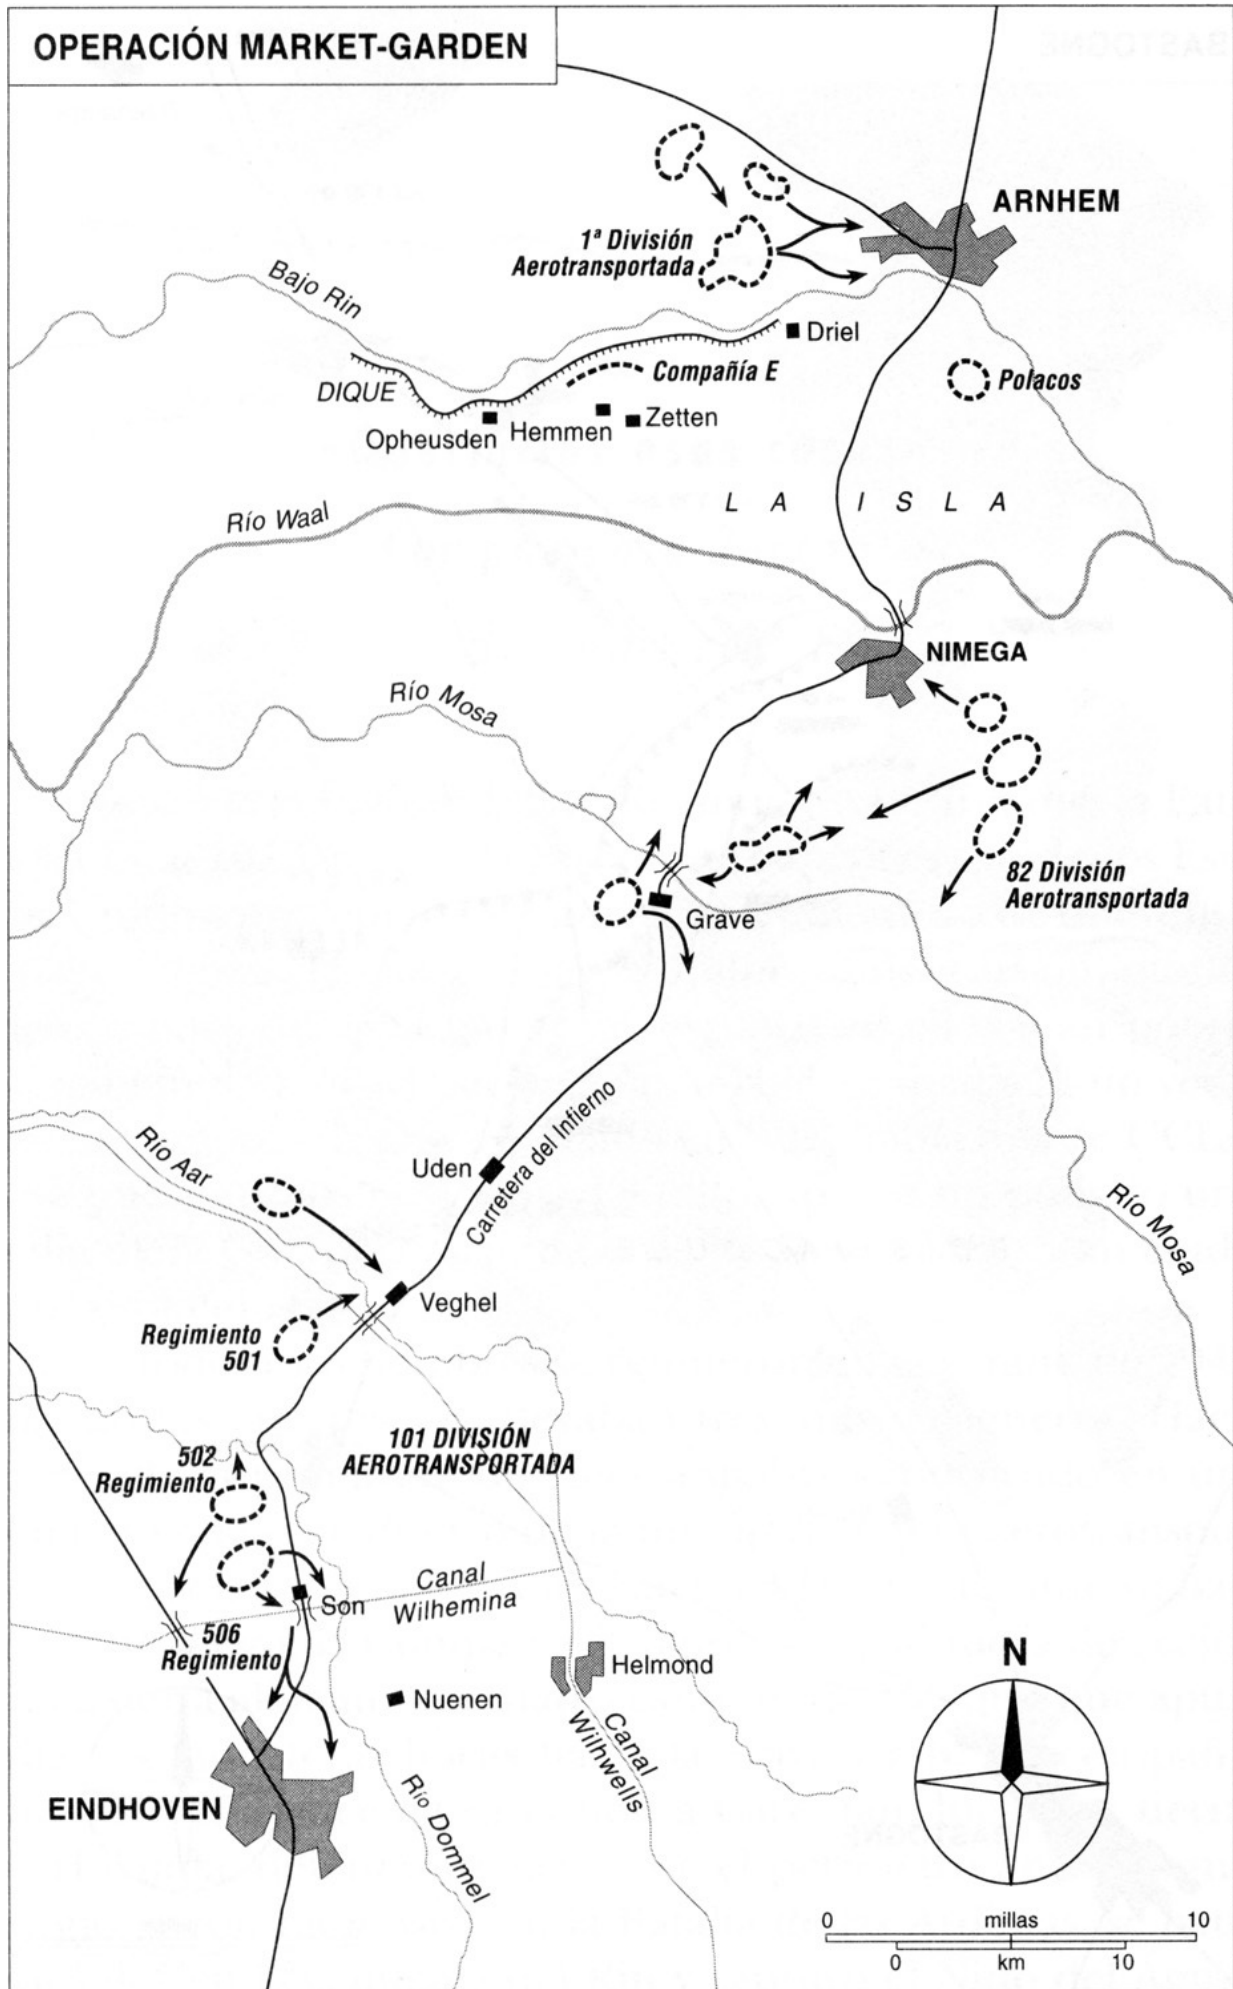 OPERACIÓN MARKET-GARDEN
ARNHEM
1ª División
Aerotransportada
Bajo Rin
Driel
DIQUE
Compañía E
Polacos
Opheusden
Hemmen
Zetten
LA ISLA
Río Waal
NIMEGA
Río Mosa
82 División
Aerotransportada
Grave
Carretera del Infierno
Río Aar
Uden
Río Mosa
Veghel
Regimiento
501
101 DIVISIÓN
AEROTRANSPORTADA
502
Regimiento
Canal
Wilhemina
Son
506
Regimiento
Helmond
Nuenen
Canal
Wilhwells
EINDHOVEN
Río Dommel
N
0 millas 10
0 km 10